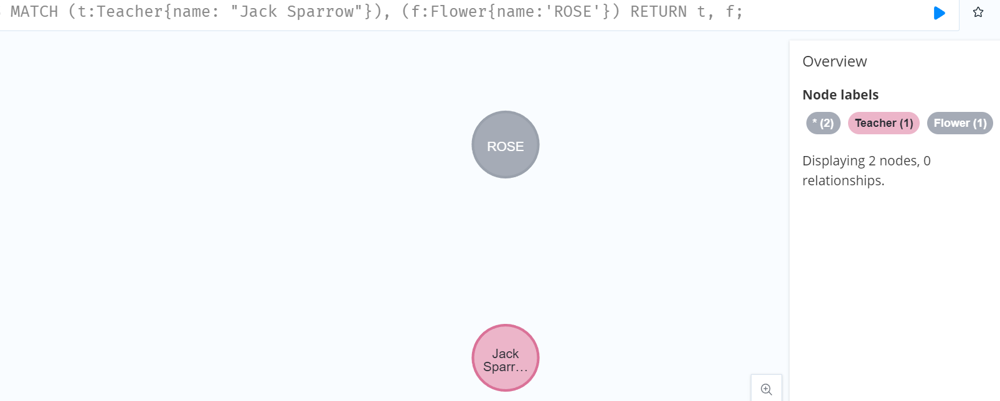 MATCH (t:Teacher{name: "Jack Sparrow"}), (f:Flower{name:'ROSE'}) RETURN t, f;
Overview
Node labels
* (2) Teacher (1) Flower (1)
Displaying 2 nodes, 0
relationships.
ROSE
Jack
Sparr…